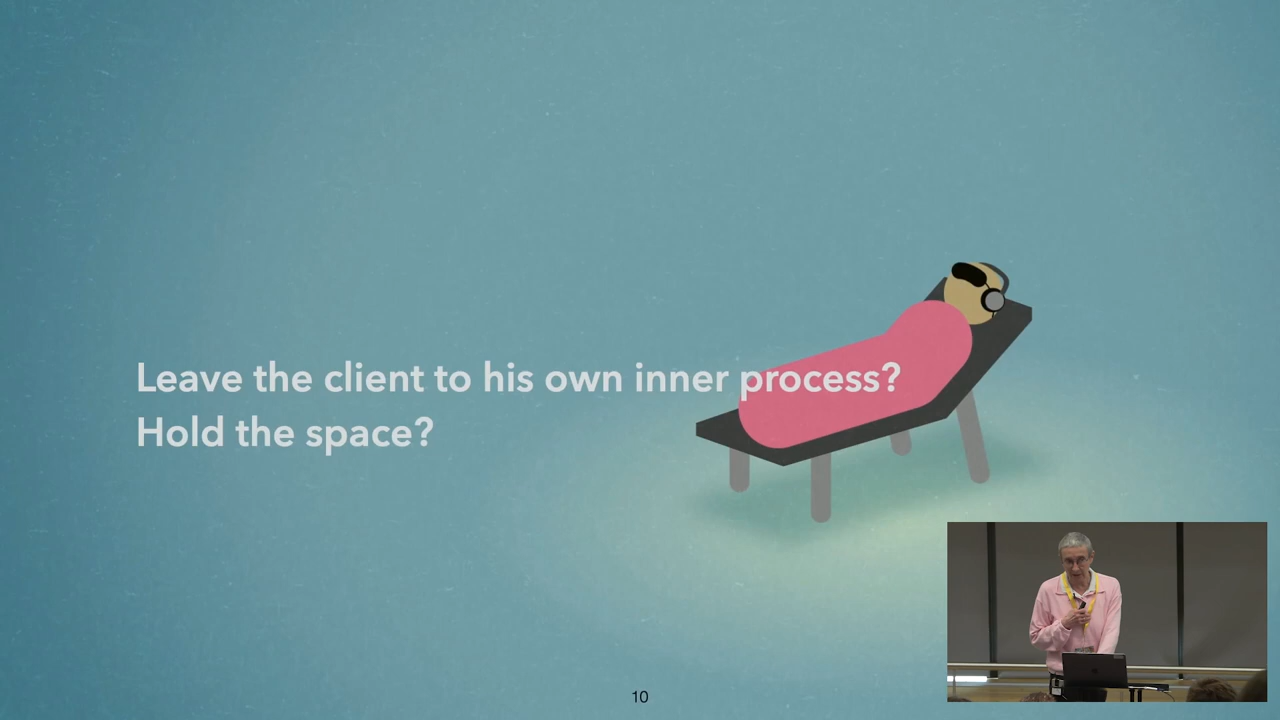 Leave the client to his own inner process?
Hold the space?
10